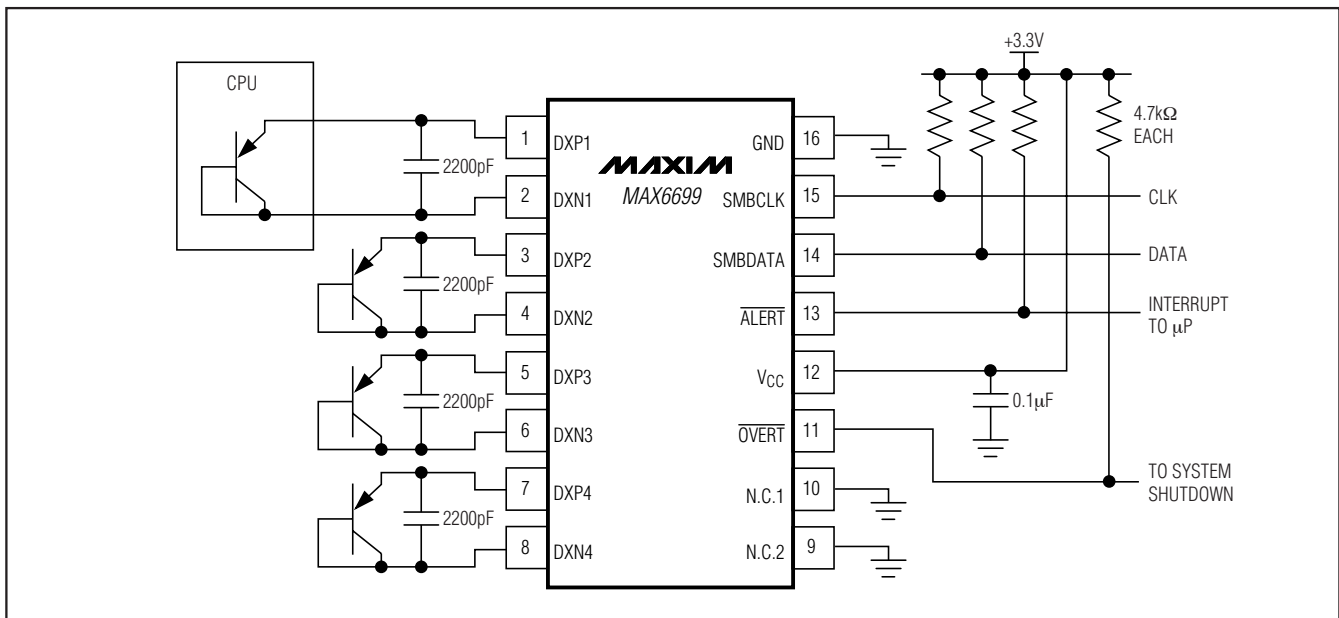 CPU
2200pF
2200pF
2200pF
2200pF
1
2
3
4
5
6
7
8
DXP1
DXN1
DXP2
DXN2
DXP3
DXN3
DXP4
DXN4
MAXIM
MAX6699
GND
SMBCLK
SMBDATA
ALERT
VCC
OVERT
N.C.1
N.C.2
16
15
14
13
12
11
10
9
+3.3V
4.7kΩ
EACH
CLK
DATA
INTERRUPT
TO µP
0.1µF
TO SYSTEM
SHUTDOWN